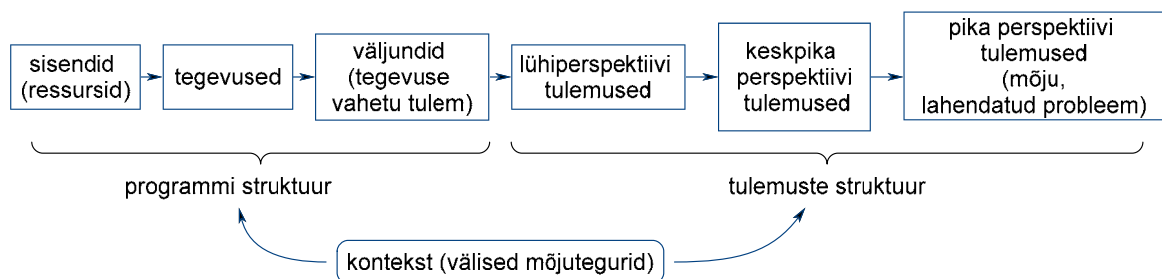 sisendid
(ressursid)
tegevused
väljundid
(tegevuse
vahetu tulem)
lühiperspektiivi
tulemused
keskpika
perspektiivi
tulemused
pika perspektiivi
tulemused
(mõju,
lahendatud probleem)
programmi struktuur
tulemuste struktuur
kontekst (välised mõjutegurid)